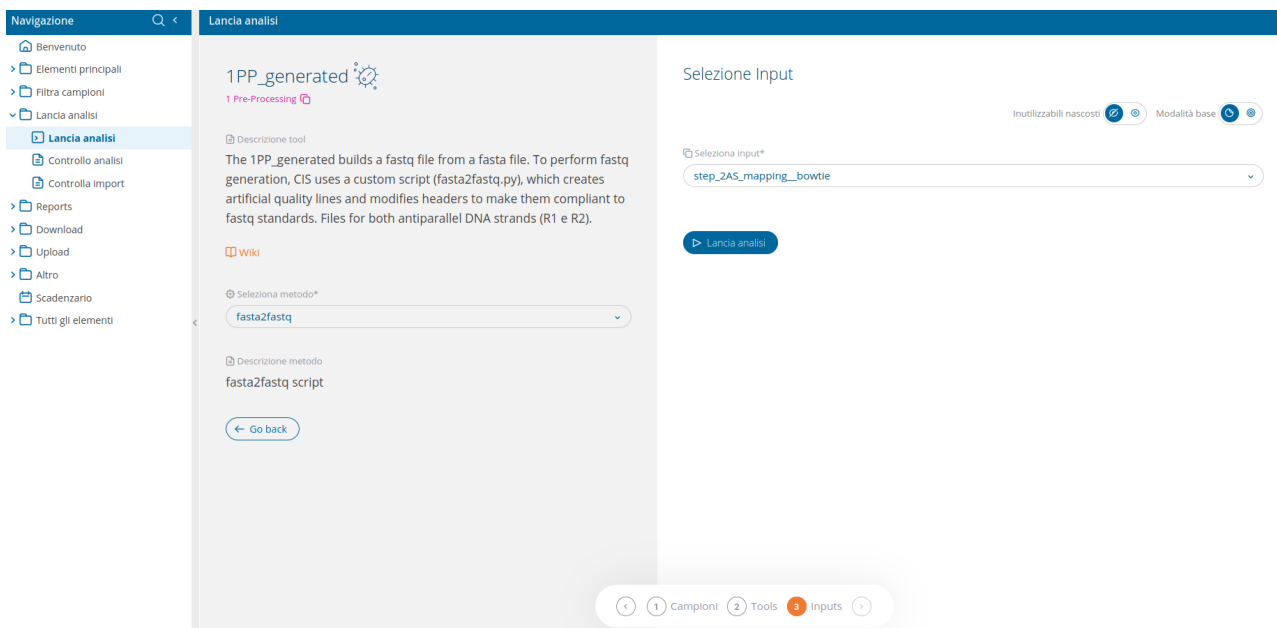 Navigazione
Benvenuto
Elementi principali
Filtra campioni
Lancia analisi
Lancia analisi
Controllo analisi
Controlla import
Reports
Download
Upload
Altro
Scadenzario
Tutti gli elementi
Lancia analisi
1PP_generated
1 Pre-Processing
Descrizione tool
The 1PP_generated builds a fastq file from a fasta file. To perform fastq
generation, CIS uses a custom script (fasta2fastq.py), which creates
artificial quality lines and modifies headers to make them compliant to
fastq standards. Files for both antiparallel DNA strands (R1 e R2).
Wiki
Seleziona metodo*
fasta2fastq
Descrizione metodo
fasta2fastq script
Go back
Selezione Input
Inutilizzabili nascosti Modalità base
Seleziona input*
step_2AS_mapping__bowtie
Lancia analisi
1 Campioni 2 Tools 3 Inputs